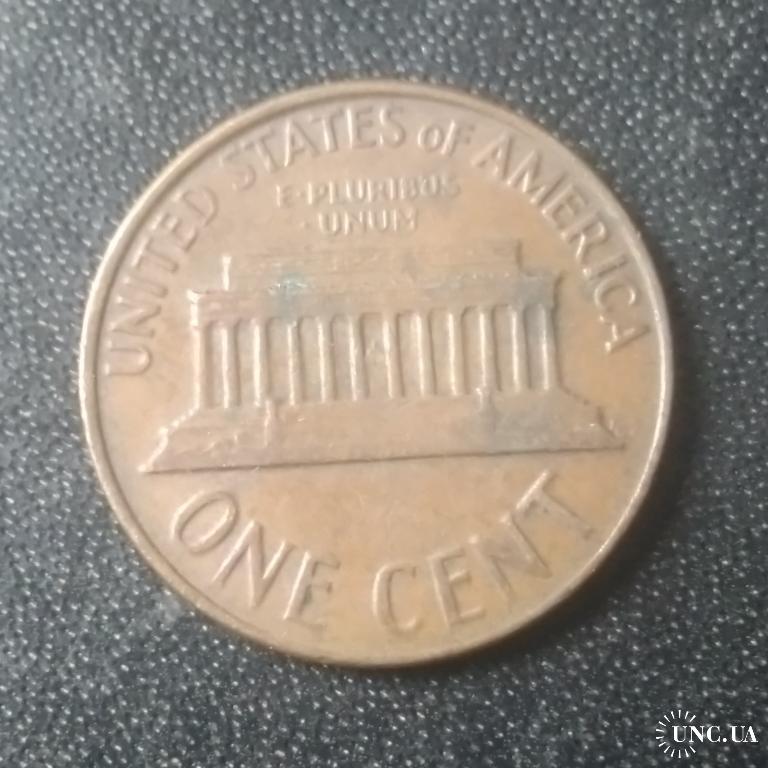 UNITED STATES OF AMERICA
E·PLURIBUS
·UNUM
ONE CENT
UNC.UA